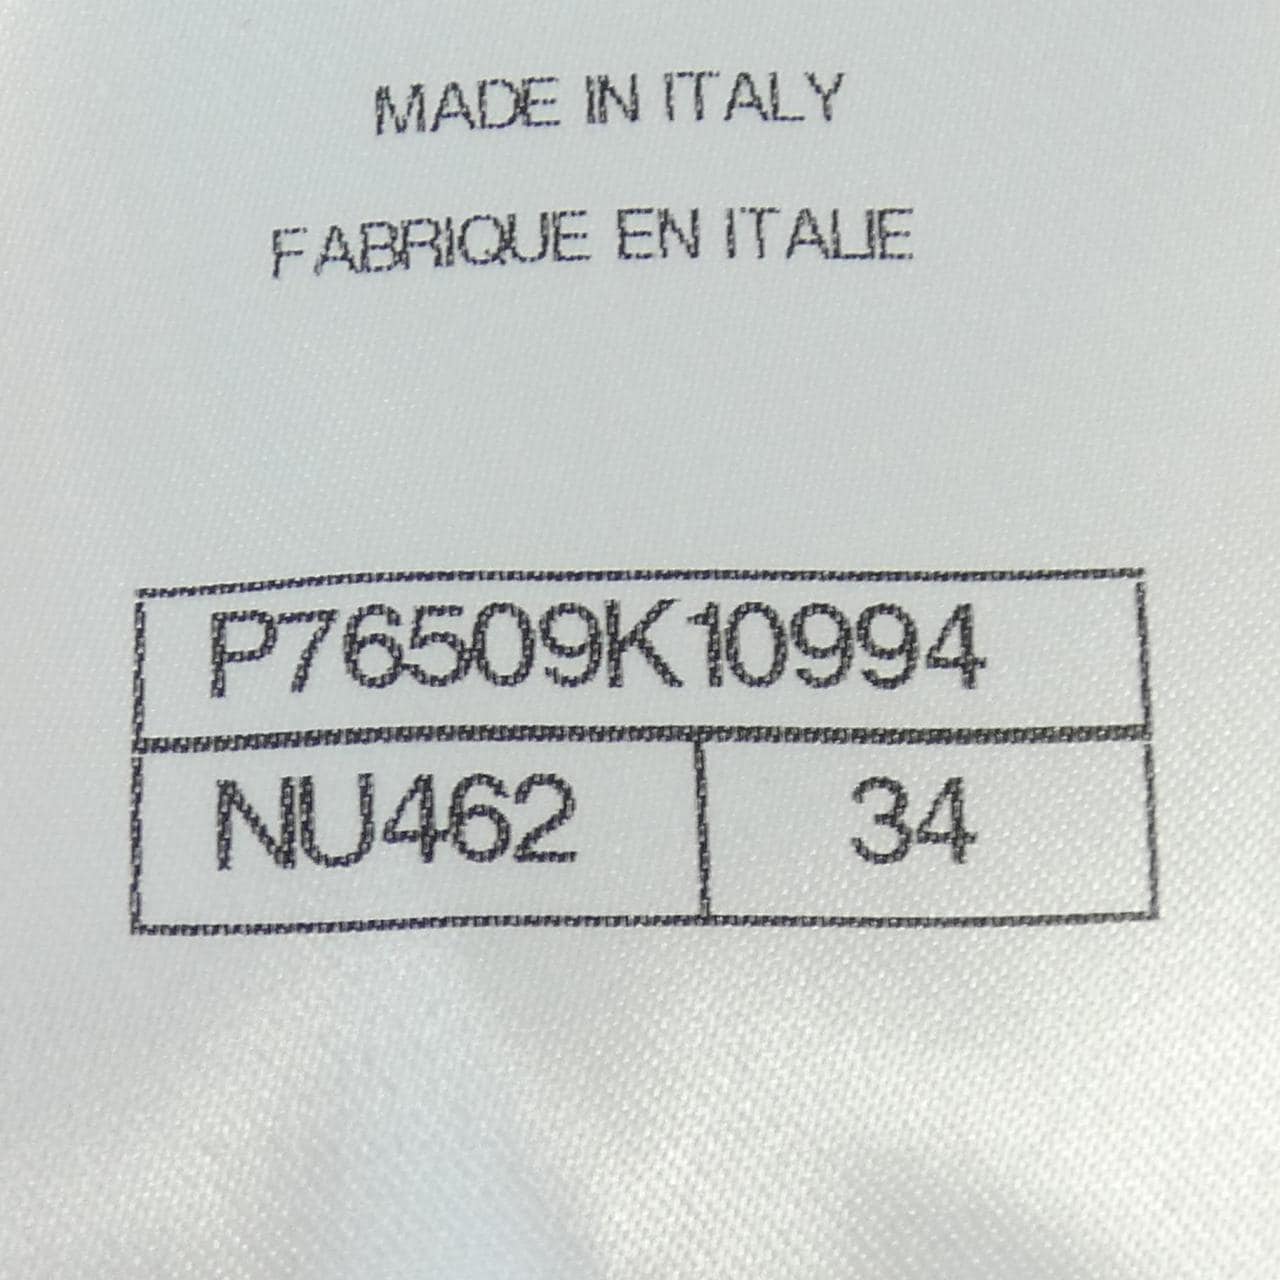 MADE IN ITALY
FABRIQUE EN ITALIE
P76509K10994
NU462 34